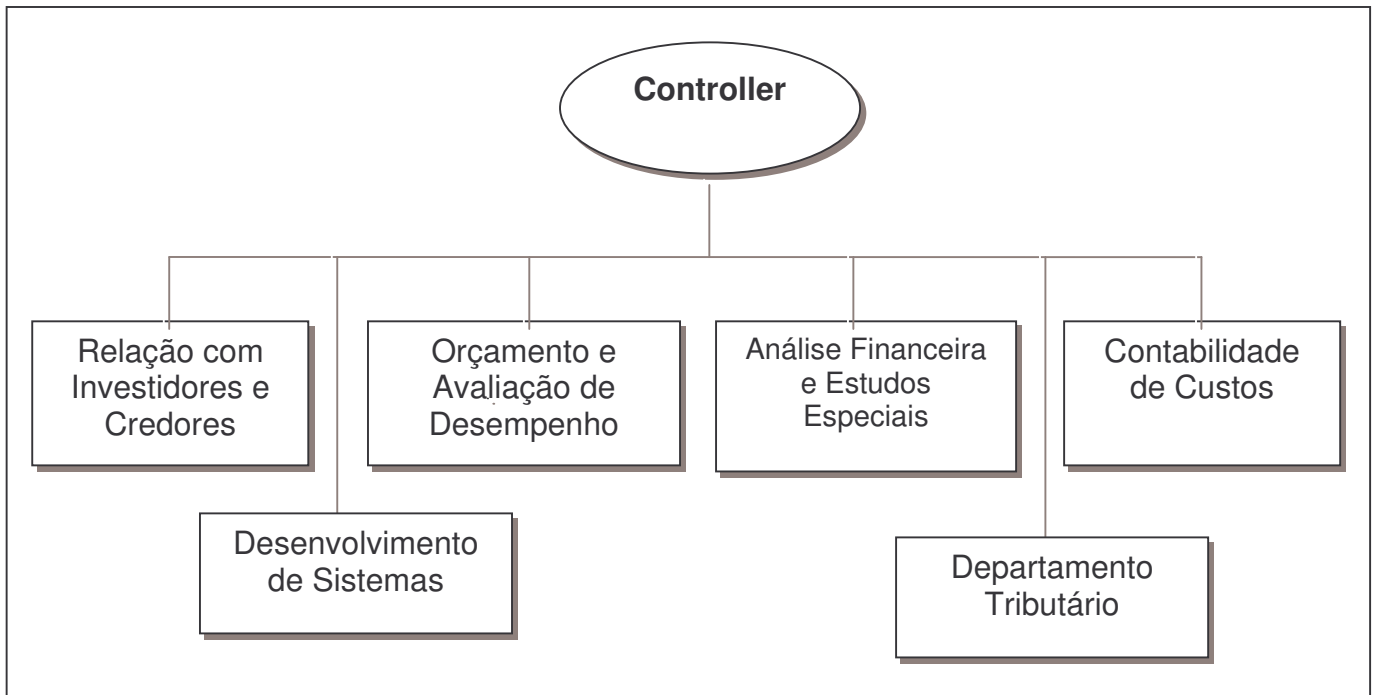 Controller
Relação com
Investidores e
Credores
Orçamento e
Avaliação de
Desempenho
Análise Financeira
e Estudos
Especiais
Contabilidade
de Custos
Desenvolvimento
de Sistemas
Departamento
Tributário